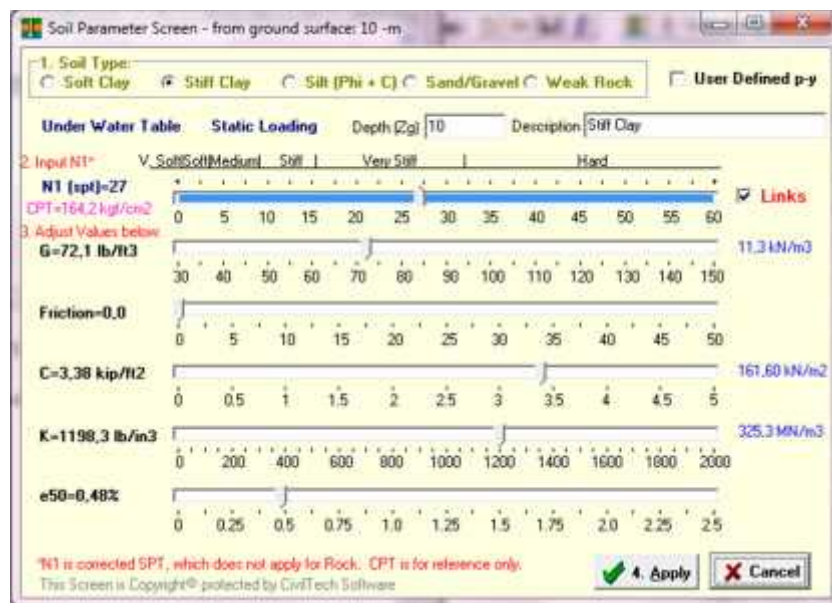 Soil Parameter Screen - from ground surface: 10 -m
1. Soil Type:
Soft Clay Stiff Clay Silt (Phi + C) Sand/Gravel Weak Rock User Defined p-y
Under Water Table Static Loading Depth (Zg) 10 Description Stiff Clay
2. Input N1* V_Soft Soft Medium Stiff Very Stiff Hard
N1 (spt)=27 Links
CPT=164,2 kgf/cm2 0 5 10 15 20 25 30 35 40 45 50 55 60
3. Adjust Values below
G=72,1 lb/ft3 11,3 kN/m3
30 40 50 60 70 80 90 100 110 120 130 140 150
Friction=0,0
0 5 10 15 20 25 30 35 40 45 50
C=3,38 kip/ft2 161,60 kN/m2
0 0.5 1 1.5 2 2.5 3 3.5 4 4.5 5
K=1198,3 lb/in3 325,3 MN/m3
0 200 400 600 800 1000 1200 1400 1600 1800 2000
e50=0,48%
0 0.25 0.5 0.75 1.0 1.25 1.5 1.75 2.0 2.25 2.5
*N1 is corrected SPT, which does not apply for Rock. CPT is for reference only.
This Screen is Copyright© protected by CivilTech Software
4. Apply Cancel